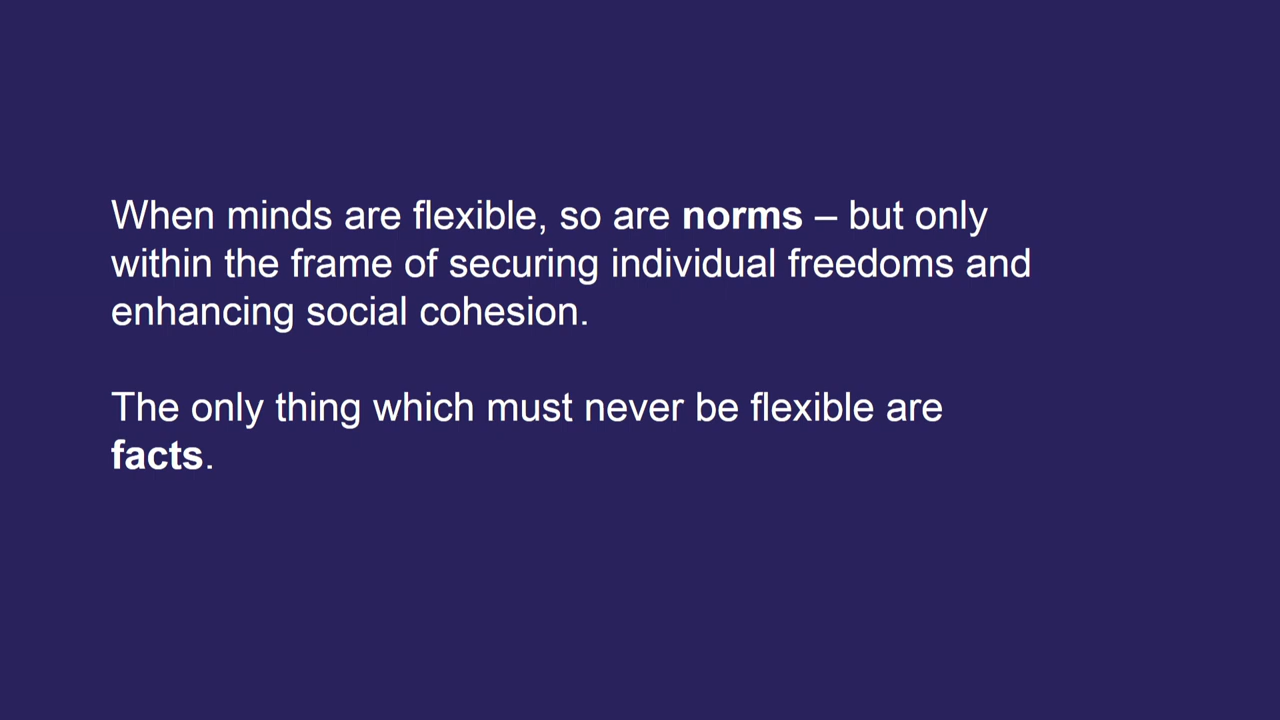 When minds are flexible, so are norms – but only
within the frame of securing individual freedoms and
enhancing social cohesion.
The only thing which must never be flexible are
facts.